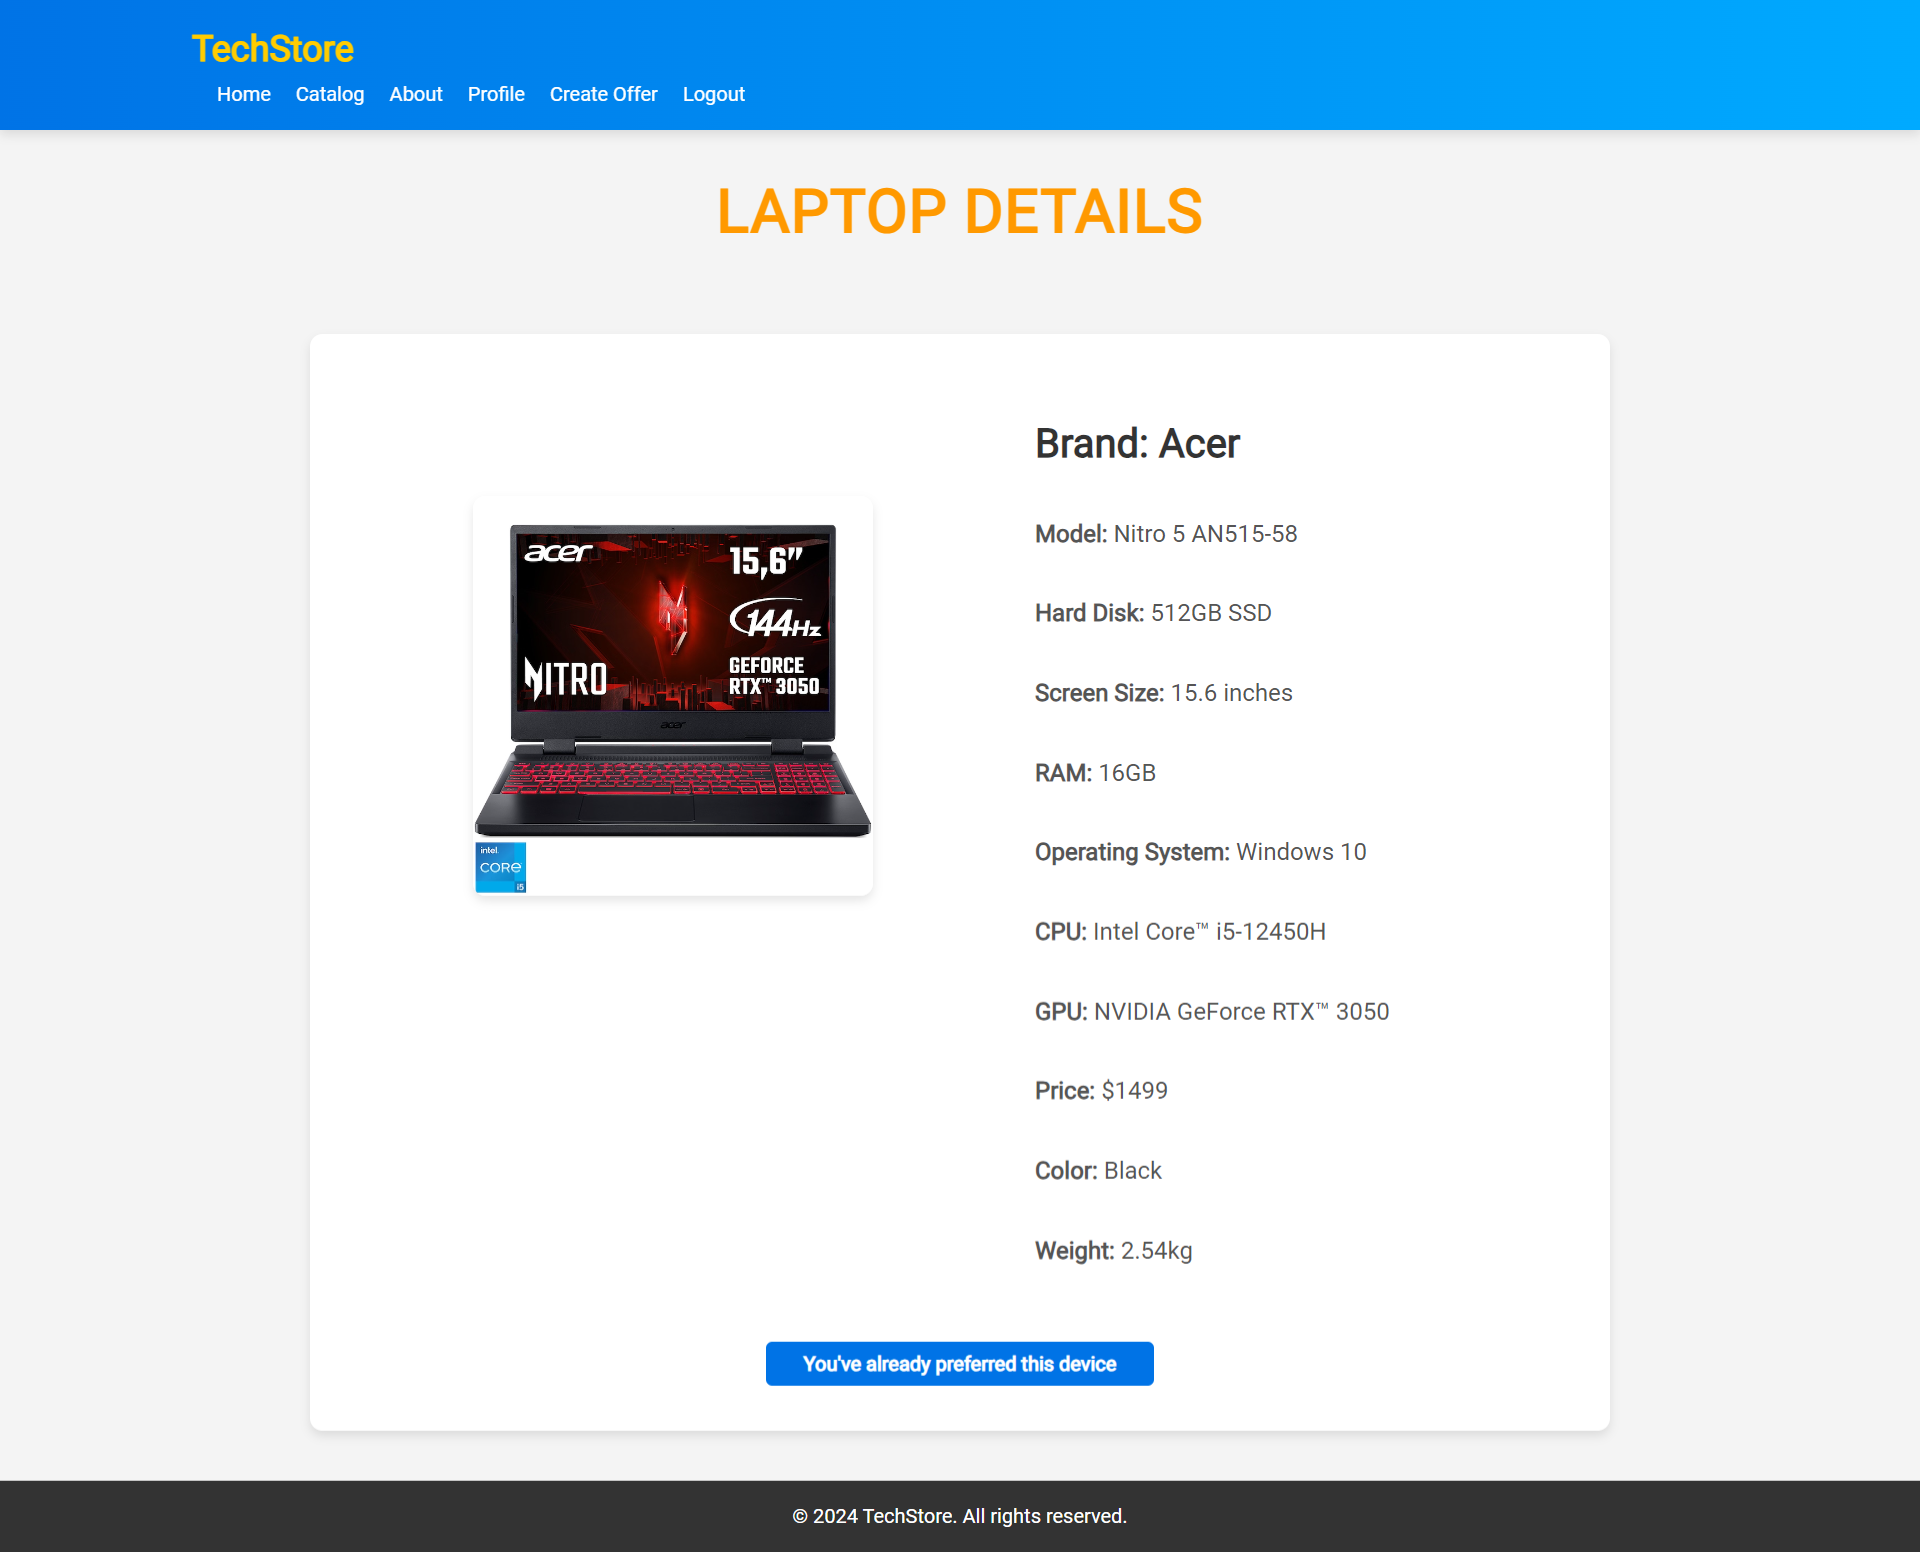 TechStore
Home Catalog About Profile Create Offer Logout
LAPTOP DETAILS
acer
15,6”
144Hz
NITRO
GEFORCE
RTX™ 3050
acer
intel.
CORE
i5
Brand: Acer
Model: Nitro 5 AN515-58
Hard Disk: 512GB SSD
Screen Size: 15.6 inches
RAM: 16GB
Operating System: Windows 10
CPU: Intel Core™ i5-12450H
GPU: NVIDIA GeForce RTX™ 3050
Price: $1499
Color: Black
Weight: 2.54kg
You've already preferred this device
© 2024 TechStore. All rights reserved.